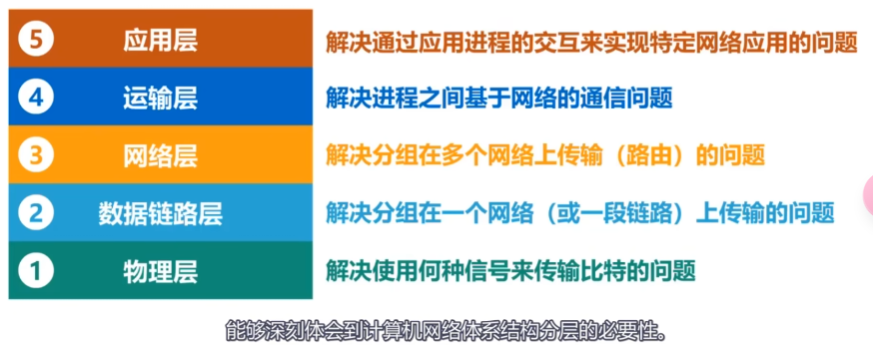 5 应用层 解决通过应用进程的交互来实现特定网络应用的问题
4 运输层 解决进程之间基于网络的通信问题
3 网络层 解决分组在多个网络上传输（路由）的问题
2 数据链路层 解决分组在一个网络（或一段链路）上传输的问题
1 物理层 解决使用何种信号来传输比特的问题
能够深刻体会到计算机网络体系结构分层的必要性。